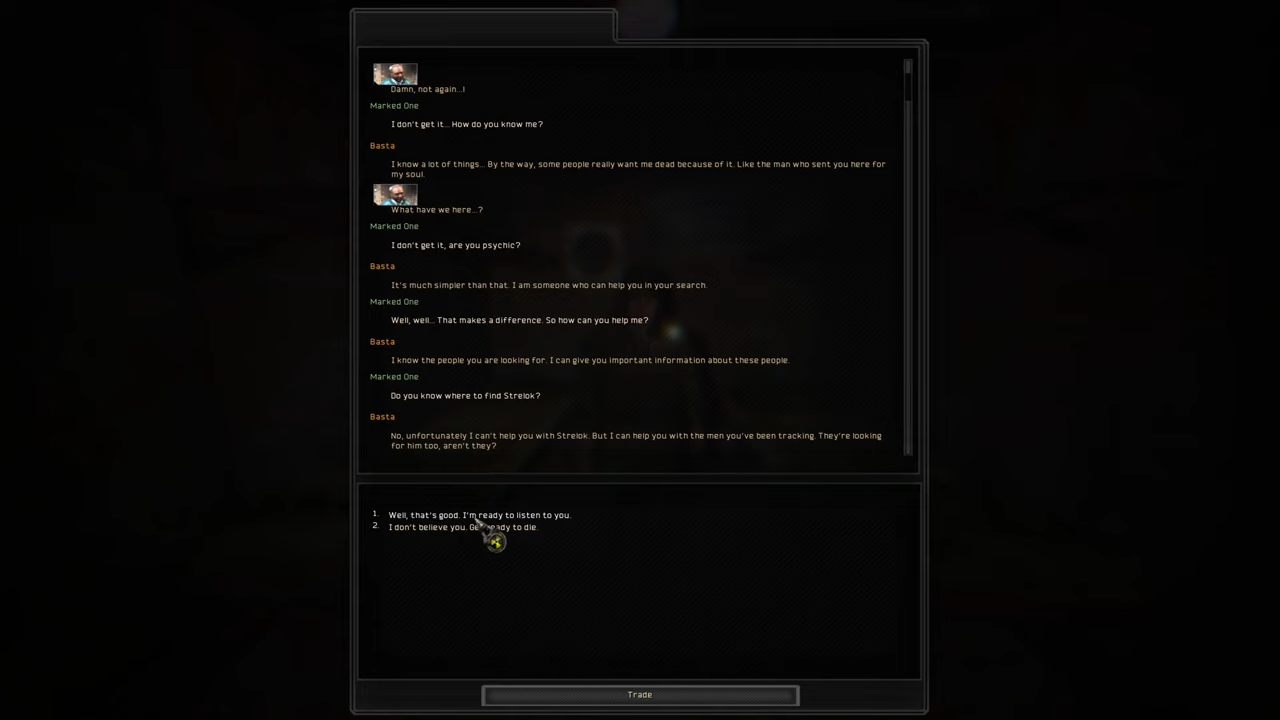 Damn, not again...!
Marked One
I don't get it... How do you know me?
Basta
I know a lot of things... By the way, some people really want me dead because of it. Like the man who sent you here for
my soul.
What have we here...?
Marked One
I don't get it, are you psychic?
Basta
It's much simpler than that. I am someone who can help you in your search.
Marked One
Well, well... That makes a difference. So how can you help me?
Basta
I know the people you are looking for. I can give you important information about these people.
Marked One
Do you know where to find Strelok?
Basta
No, unfortunately I can't help you with Strelok. But I can help you with the men you've been tracking. They're looking
for him too, aren't they?
1. Well, that's good. I'm ready to listen to you.
2. I don't believe you. Get ready to die.
Trade